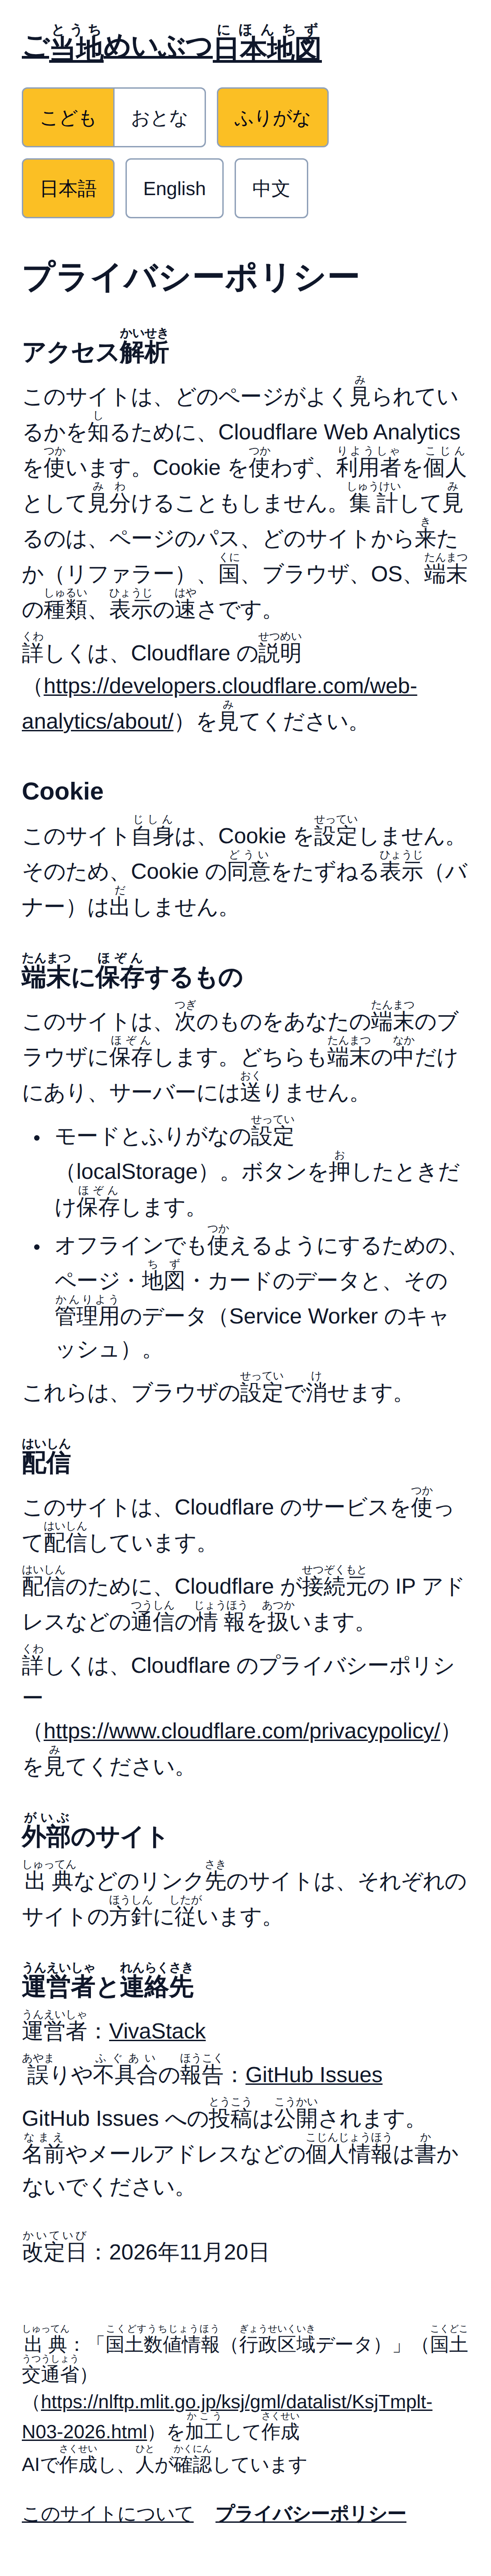 ご当地めいぶつ日本地図
こども
おとな
ふりがな
日本語
English
中文
プライバシーポリシー
アクセス解析
このサイトは、どのページがよく見られてい
るかを知るために、Cloudflare Web Analytics
を使います。Cookie を使わず、利用者を個人
として見分けることもしません。集計して見
るのは、ページのパス、どのサイトから来た
か（リファラー）、国、ブラウザ、OS、端末
の種類、表示の速さです。
詳しくは、Cloudflare の説明
（https://developers.cloudflare.com/web-
analytics/about/）を見てください。
Cookie
このサイト自身は、Cookie を設定しません。
そのため、Cookie の同意をたずねる表示（バ
ナー）は出しません。
端末に保存するもの
このサイトは、次のものをあなたの端末のブ
ラウザに保存します。どちらも端末の中だけ
にあり、サーバーには送りません。
• モードとふりがなの設定
（localStorage）。ボタンを押したときだ
け保存します。
• オフラインでも使えるようにするための、
ページ・地図・カードのデータと、その
管理用のデータ（Service Worker のキャ
ッシュ）。
これらは、ブラウザの設定で消せます。
配信
このサイトは、Cloudflare のサービスを使っ
て配信しています。
配信のために、Cloudflare が接続元の IP アド
レスなどの通信の情報を扱います。
詳しくは、Cloudflare のプライバシーポリシ
ー
（https://www.cloudflare.com/privacypolicy/）
を見てください。
外部のサイト
出典などのリンク先のサイトは、それぞれの
サイトの方針に従います。
運営者と連絡先
運営者：VivaStack
誤りや不具合の報告：GitHub Issues
GitHub Issues への投稿は公開されます。
名前やメールアドレスなどの個人情報は書か
ないでください。
改定日：2026年11月20日
出典：「国土数値情報（行政区域データ）」（国土
交通省）
（https://nlftp.mlit.go.jp/ksj/gml/datalist/KsjTmplt-
N03-2026.html）を加工して作成
AIで作成し、人が確認しています
このサイトについて
プライバシーポリシー